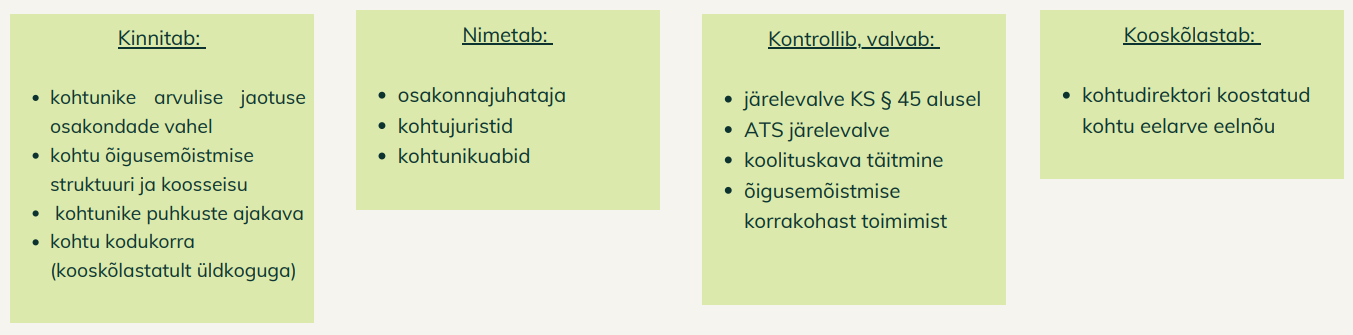 Kinnitab:
• kohtunike arvulise jaotuse
osakondade vahel
• kohtu õigusemõistmise
struktuuri ja koosseisu
• kohtunike puhkuste ajakava
• kohtu kodukorra
(kooskõlastatult üldkoguga)
Nimetab:
• osakonnajuhataja
• kohtujuristid
• kohtunikuabid
Kontrollib, valvab:
• järelevalve KS § 45 alusel
• ATS järelevalve
• koolituskava täitmine
• õigusemõistmise
korrakohast toimimist
Kooskõlastab:
• kohtudirektori koostatud
kohtu eelarve eelnõu